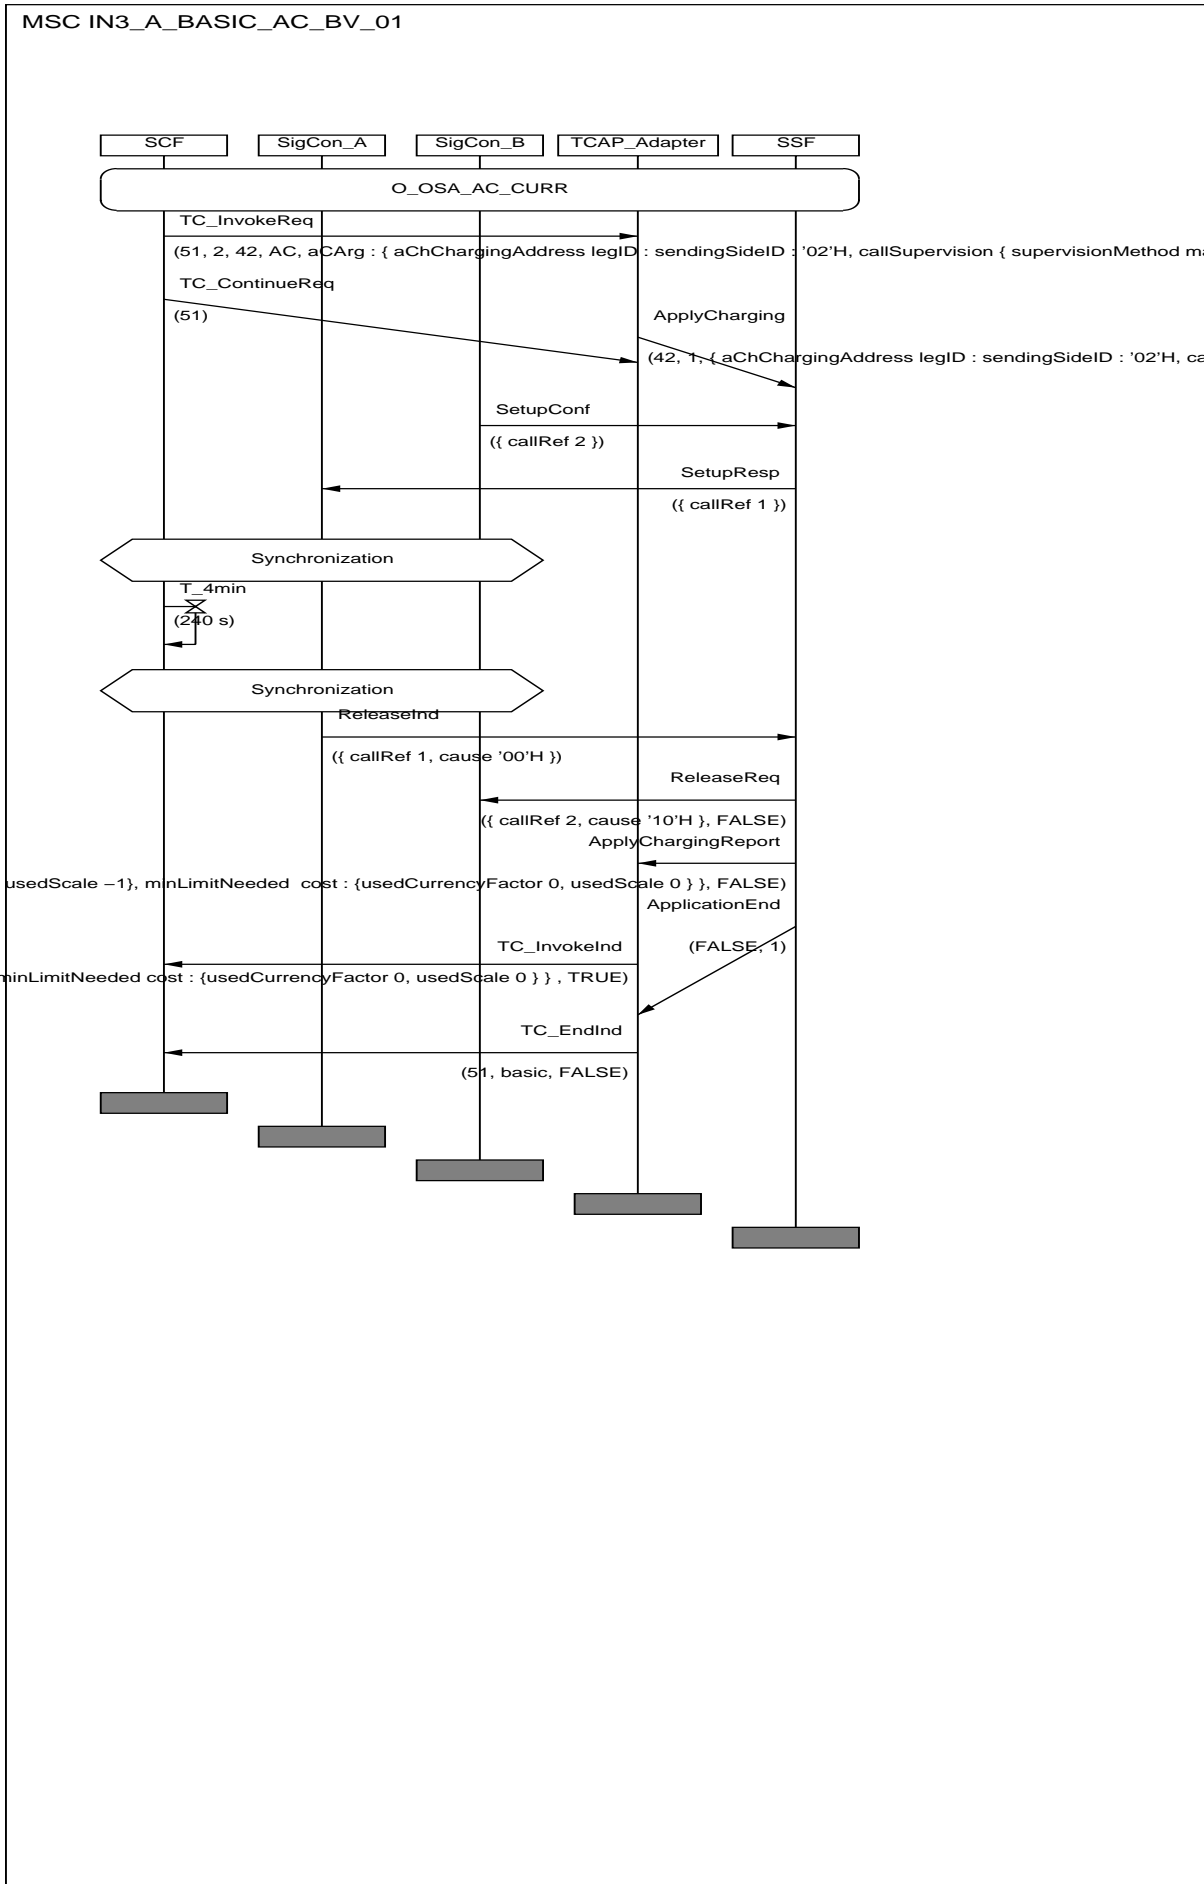 MSC IN3_A_BASIC_AC_BV_01
SCF SigCon_A SigCon_B TCAP_Adapter SSF
O_OSA_AC_CURR
TC_InvokeReq
(51, 2, 42, AC, aCArg : { aChChargingAddress legID : sendingSideID : '02'H, callSupervision { supervisionMethod
TC_ContinueReq
(51)
ApplyCharging
(42, 1, { aChChargingAddress legID : sendingSideID : '02'H,
SetupConf
({ callRef 2 })
SetupResp
({ callRef 1 })
Synchronization
T_4min
(240 s)
Synchronization
ReleaseInd
({ callRef 1, cause '00'H })
ReleaseReq
({ callRef 2, cause '10'H }, FALSE)
ApplyChargingReport
usedScale −1}, minLimitNeeded cost : {usedCurrencyFactor 0, usedScale 0 } }, FALSE)
ApplicationEnd
(FALSE, 1)
TC_InvokeInd
minLimitNeeded cost : {usedCurrencyFactor 0, usedScale 0 } } , TRUE)
TC_EndInd
(51, basic, FALSE)